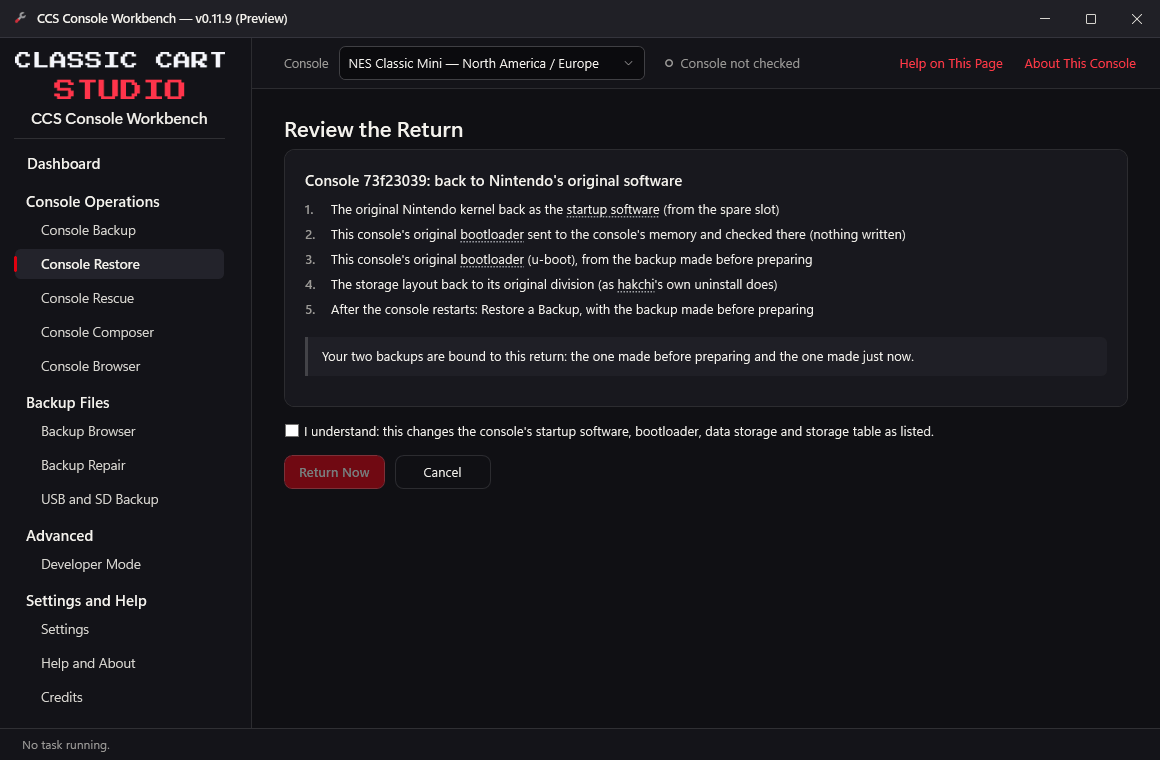 CCS Console Workbench — v0.11.9 (Preview)
CLASSIC CART
STUDIO
CCS Console Workbench
Dashboard
Console Operations
Console Backup
Console Restore
Console Rescue
Console Composer
Console Browser
Backup Files
Backup Browser
Backup Repair
USB and SD Backup
Advanced
Developer Mode
Settings and Help
Settings
Help and About
Credits
Console
NES Classic Mini — North America / Europe
Console not checked
Help on This Page
About This Console
Review the Return
Console 73f23039: back to Nintendo's original software
1. The original Nintendo kernel back as the startup software (from the spare slot)
2. This console's original bootloader sent to the console's memory and checked there (nothing written)
3. This console's original bootloader (u-boot), from the backup made before preparing
4. The storage layout back to its original division (as hakchi's own uninstall does)
5. After the console restarts: Restore a Backup, with the backup made before preparing
Your two backups are bound to this return: the one made before preparing and the one made just now.
I understand: this changes the console's startup software, bootloader, data storage and storage table as listed.
Return Now
Cancel
No task running.